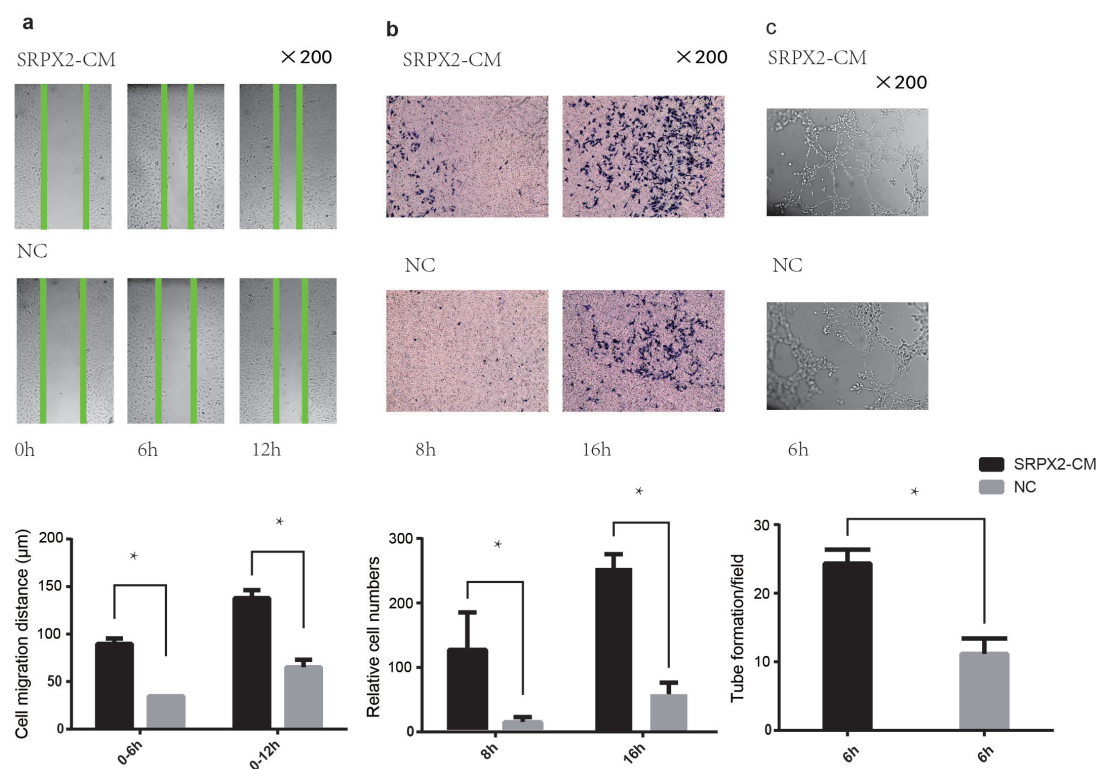 a
SRPX2-CM ×200
NC
0h 6h 12h
b
SRPX2-CM ×200
NC
8h 16h
c
SRPX2-CM
×200
NC
6h
SRPX2-CM
NC
Cell migration distance (μm)
200
150
100
50
0
*
*
0-6h 0-12h
Relative cell numbers
300
200
100
0
*
*
8h 16h
Tube formation/field
30
20
10
0
*
6h 6h